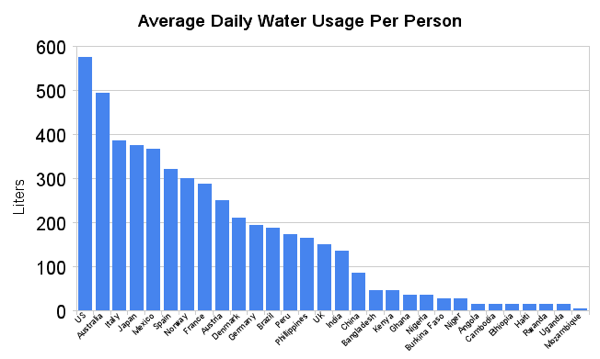 Average Daily Water Usage Per Person
600
500
400
300
200
100
0
Liters
US
Australia
Italy
Japan
Mexico
Spain
Norway
France
Austria
Denmark
Germany
Brazil
Peru
Philippines
UK
India
China
Bangladesh
Kenya
Ghana
Nigeria
Burkina Faso
Niger
Angola
Cambodia
Ethiopia
Haiti
Rwanda
Uganda
Mozambique